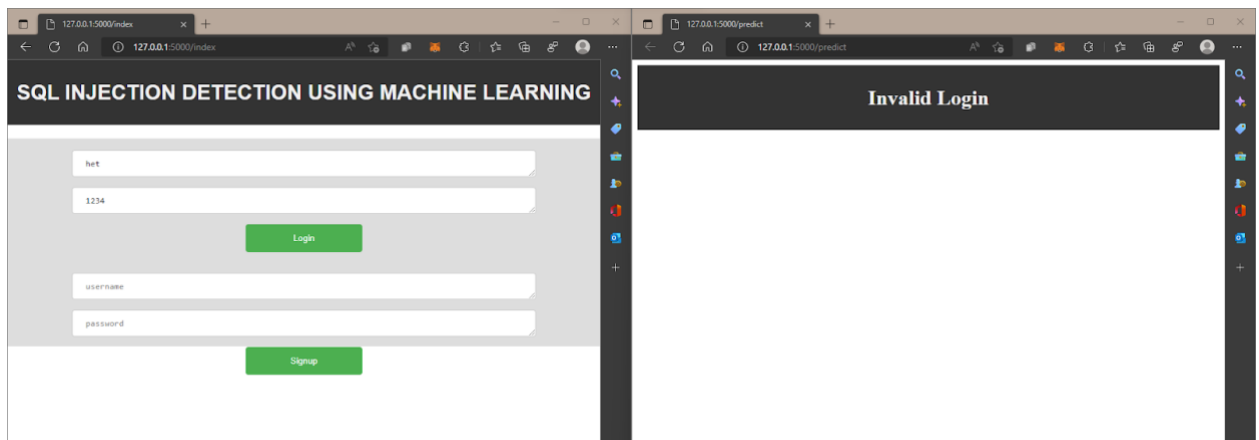 127.0.0.1:5000/index
127.0.0.1:5000/index
SQL INJECTION DETECTION USING MACHINE LEARNING
het
1234
Login
username
password
Signup
127.0.0.1:5000/predict
127.0.0.1:5000/predict
Invalid Login